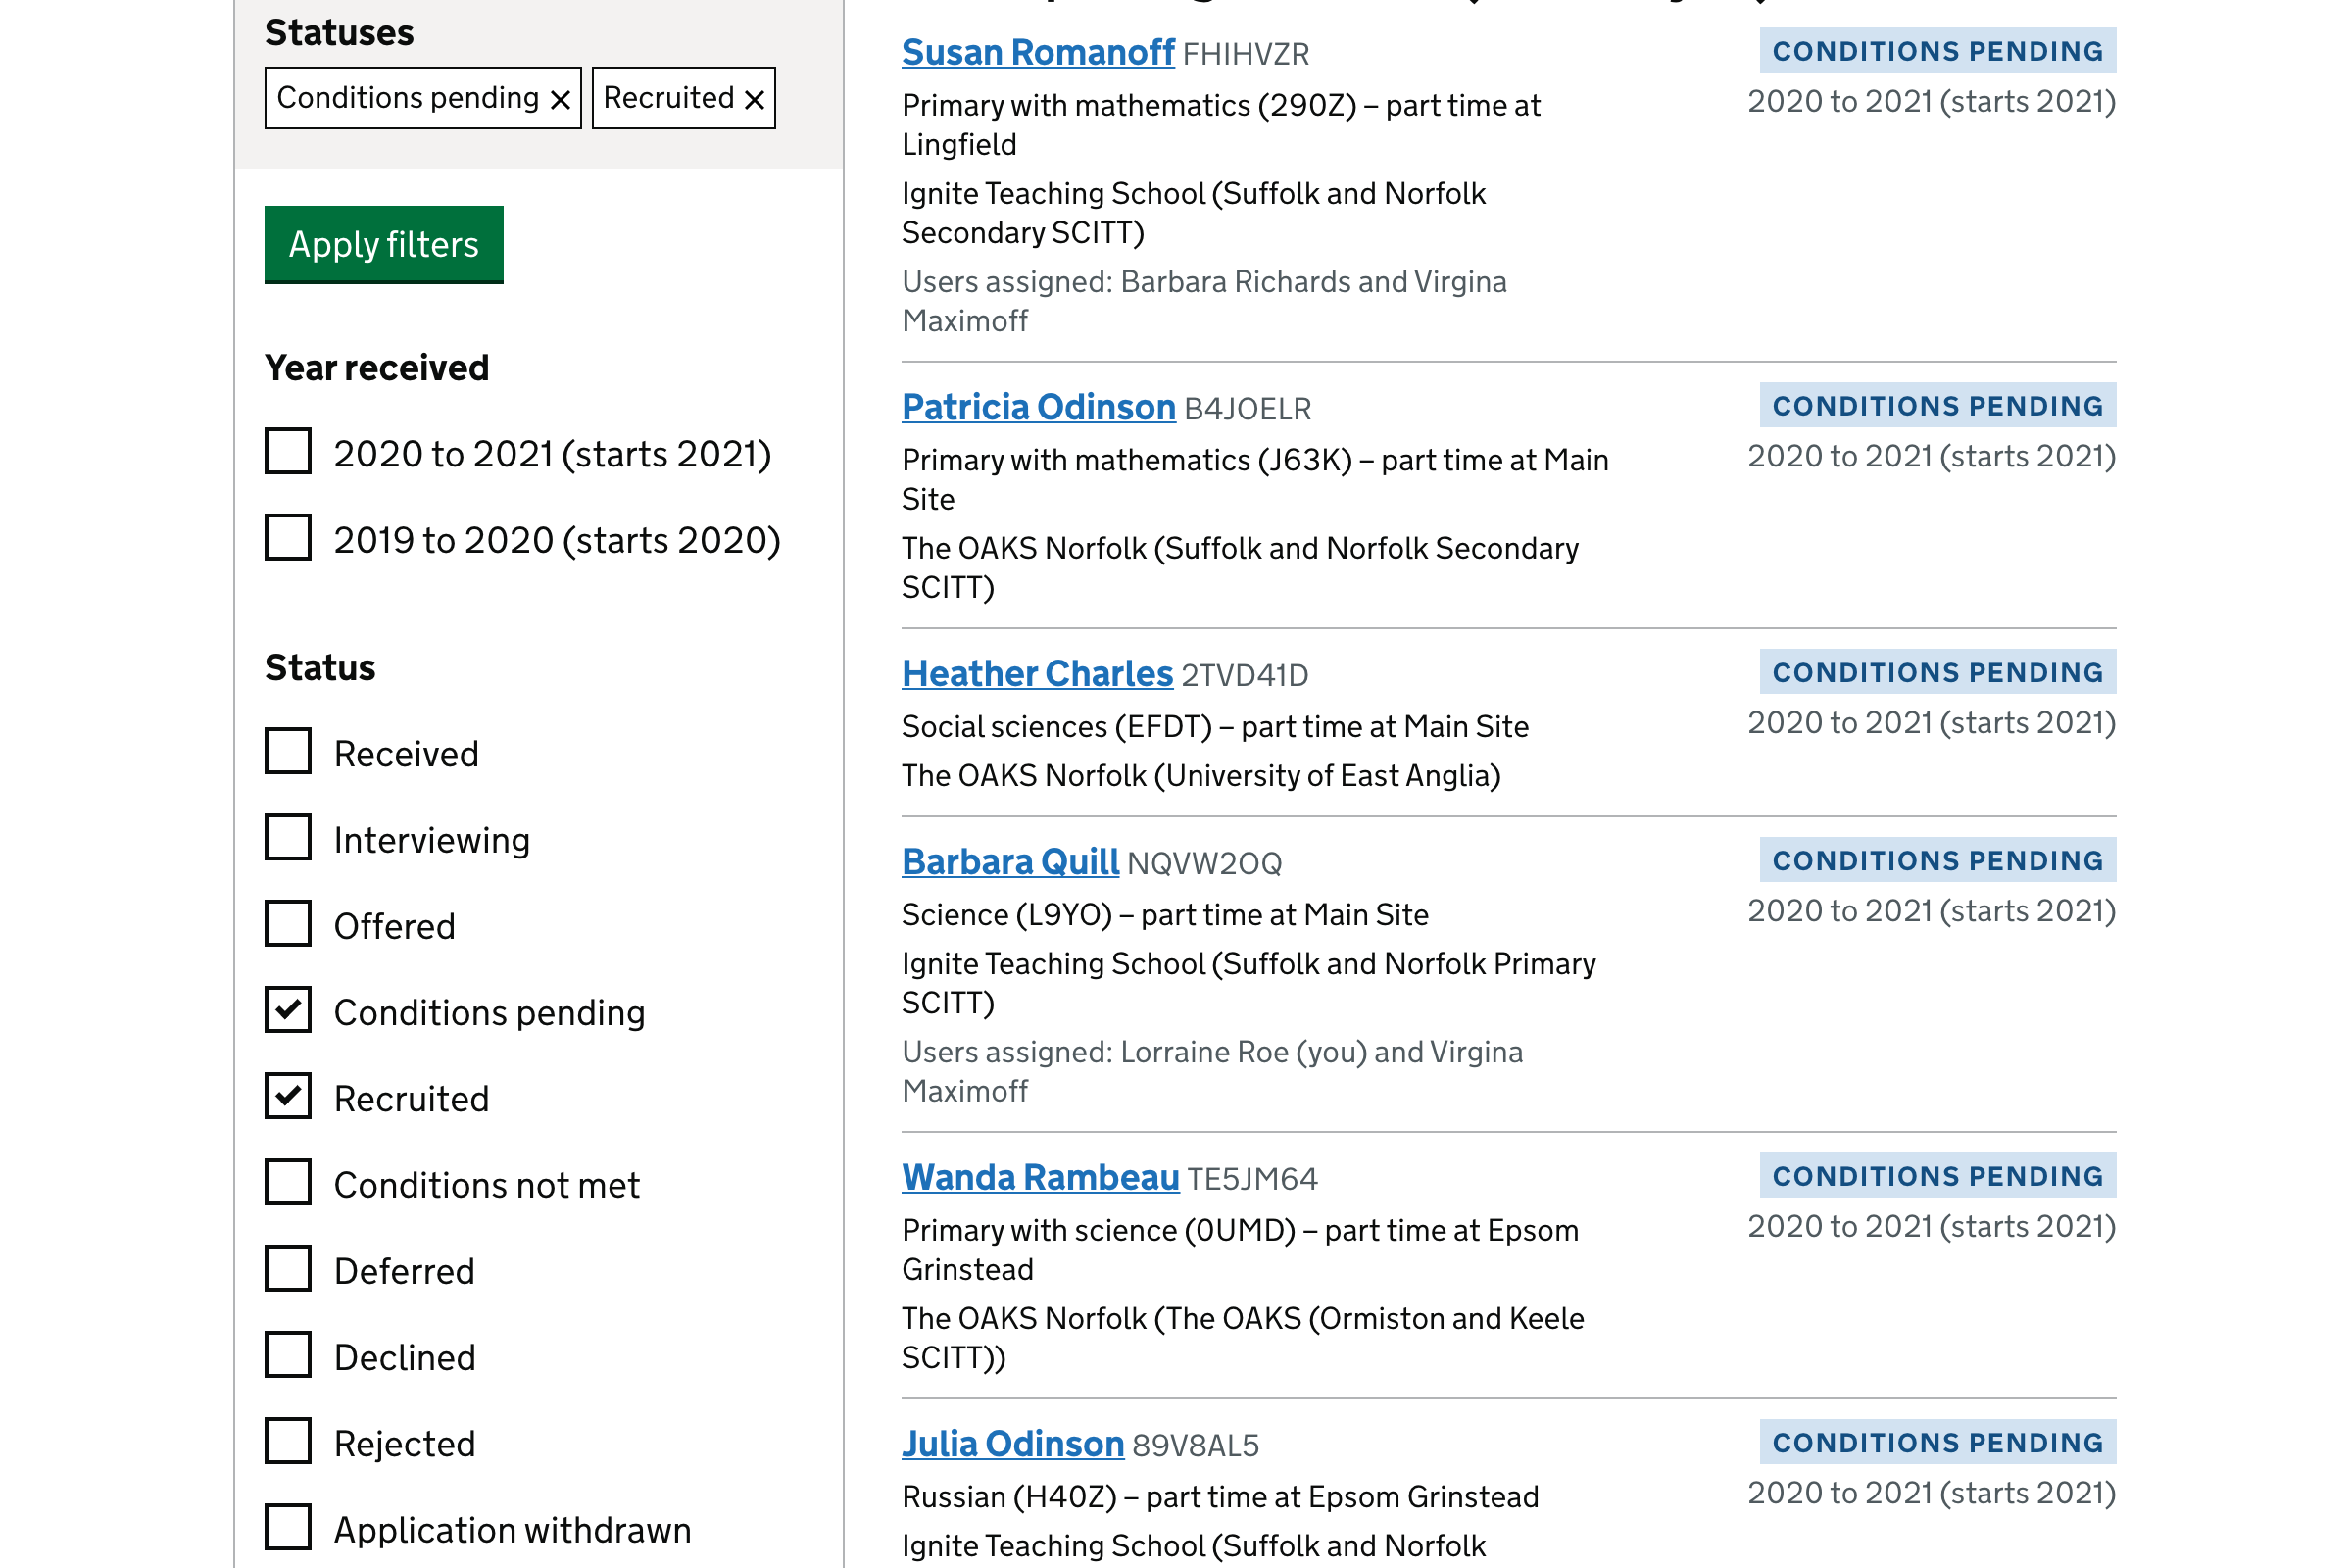 Statuses
Conditions pending ✕ Recruited ✕
Apply filters
Year received
2020 to 2021 (starts 2021)
2019 to 2020 (starts 2020)
Status
Received
Interviewing
Offered
Conditions pending
Recruited
Conditions not met
Deferred
Declined
Rejected
Application withdrawn
Susan Romanoff FHIHVZR
CONDITIONS PENDING
2020 to 2021 (starts 2021)
Primary with mathematics (290Z) – part time at
Lingfield
Ignite Teaching School (Suffolk and Norfolk
Secondary SCITT)
Users assigned: Barbara Richards and Virgina
Maximoff
Patricia Odinson B4JOELR
CONDITIONS PENDING
2020 to 2021 (starts 2021)
Primary with mathematics (J63K) – part time at Main
Site
The OAKS Norfolk (Suffolk and Norfolk Secondary
SCITT)
Heather Charles 2TVD41D
CONDITIONS PENDING
2020 to 2021 (starts 2021)
Social sciences (EFDT) – part time at Main Site
The OAKS Norfolk (University of East Anglia)
Barbara Quill NQVW2OQ
CONDITIONS PENDING
2020 to 2021 (starts 2021)
Science (L9YO) – part time at Main Site
Ignite Teaching School (Suffolk and Norfolk Primary
SCITT)
Users assigned: Lorraine Roe (you) and Virgina
Maximoff
Wanda Rambeau TE5JM64
CONDITIONS PENDING
2020 to 2021 (starts 2021)
Primary with science (0UMD) – part time at Epsom
Grinstead
The OAKS Norfolk (The OAKS (Ormiston and Keele
SCITT))
Julia Odinson 89V8AL5
CONDITIONS PENDING
2020 to 2021 (starts 2021)
Russian (H40Z) – part time at Epsom Grinstead
Ignite Teaching School (Suffolk and Norfolk